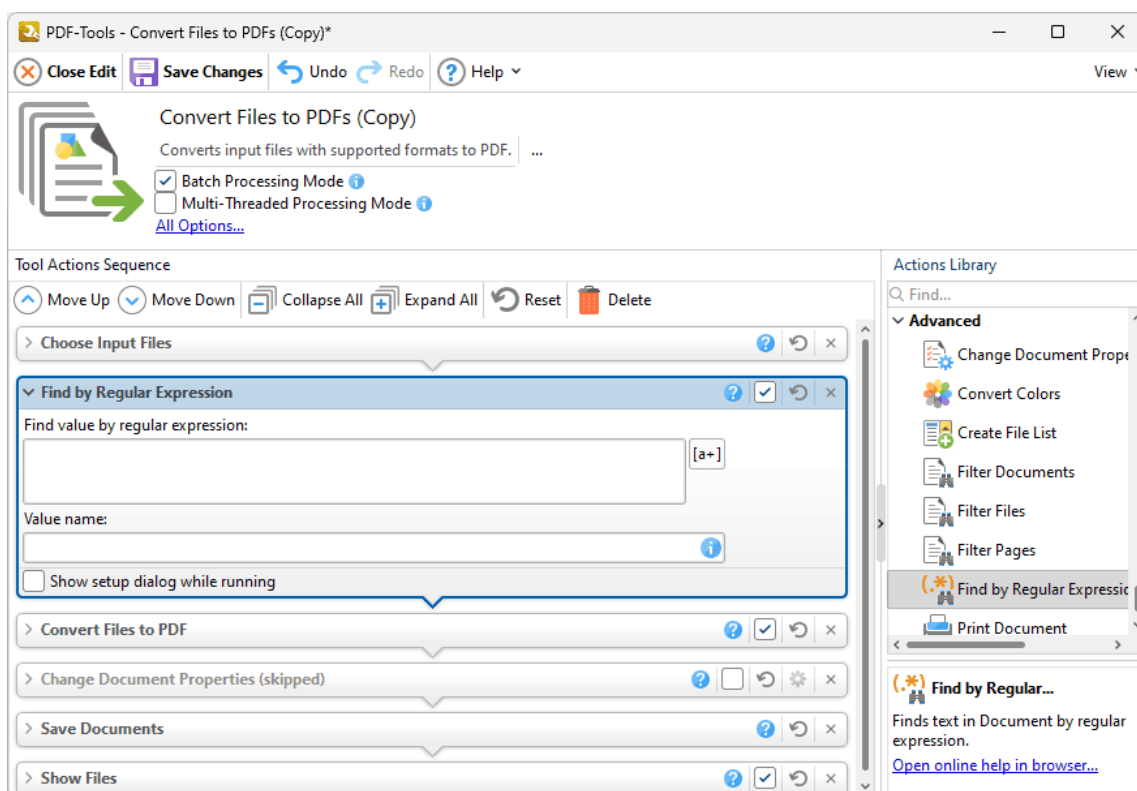 PDF-Tools - Convert Files to PDFs (Copy)*
Close Edit Save Changes Undo Redo Help View
Convert Files to PDFs (Copy)
Converts input files with supported formats to PDF. ...
Batch Processing Mode
Multi-Threaded Processing Mode
All Options...
Tool Actions Sequence
Move Up Move Down Collapse All Expand All Reset Delete
Choose Input Files
Find by Regular Expression
Find value by regular expression:
[a+]
Value name:
Show setup dialog while running
Convert Files to PDF
Change Document Properties (skipped)
Save Documents
Show Files
Actions Library
Find...
Advanced
Change Document Prope
Convert Colors
Create File List
Filter Documents
Filter Files
Filter Pages
(.*) Find by Regular Expressic
Print Document
(.*) Find by Regular...
Finds text in Document by regular
expression.
Open online help in browser...